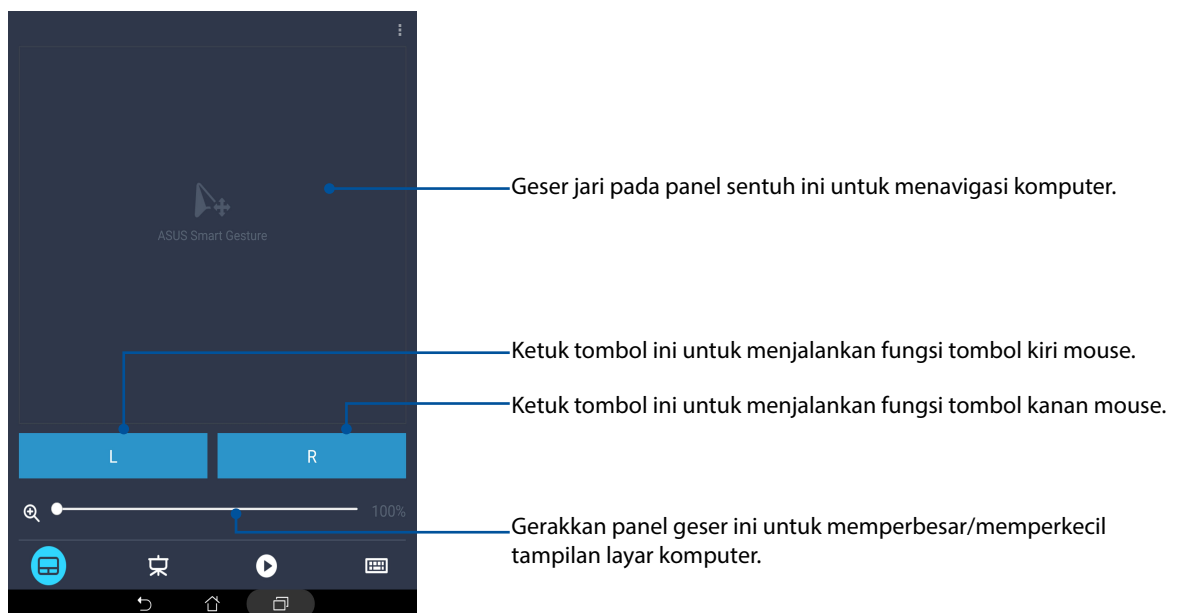 Geser jari pada panel sentuh ini untuk menavigasi komputer.
ASUS Smart Gesture
Ketuk tombol ini untuk menjalankan fungsi tombol kiri mouse.
Ketuk tombol ini untuk menjalankan fungsi tombol kanan mouse.
L
R
100%
Gerakkan panel geser ini untuk memperbesar/memperkecil
tampilan layar komputer.